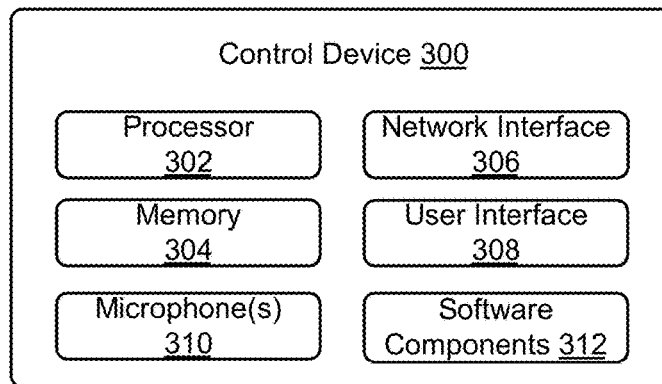 Control Device 300
Processor
302
Network Interface
306
Memory
304
User Interface
308
Microphone(s)
310
Software
Components 312